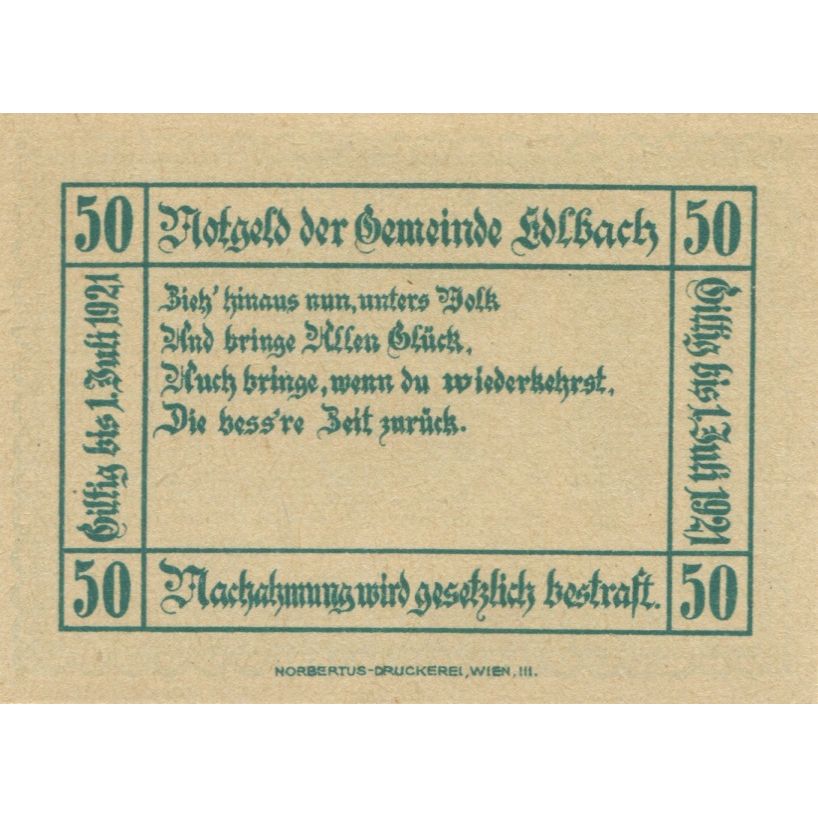 50 Notgeld der Gemeinde Edlbach 50
Gültig bis 1. Juli 1921
Zieh' hinaus nun, unters Volk
Und bringe Allen Glück,
Auch bringe, wenn du wiederkehrst,
Die bess're Zeit zurück.
Gültig bis 1. Juli 1921
50 Nachahmung wird gesetzlich bestraft. 50
NORBERTUS-DRUCKEREI, WIEN, III.